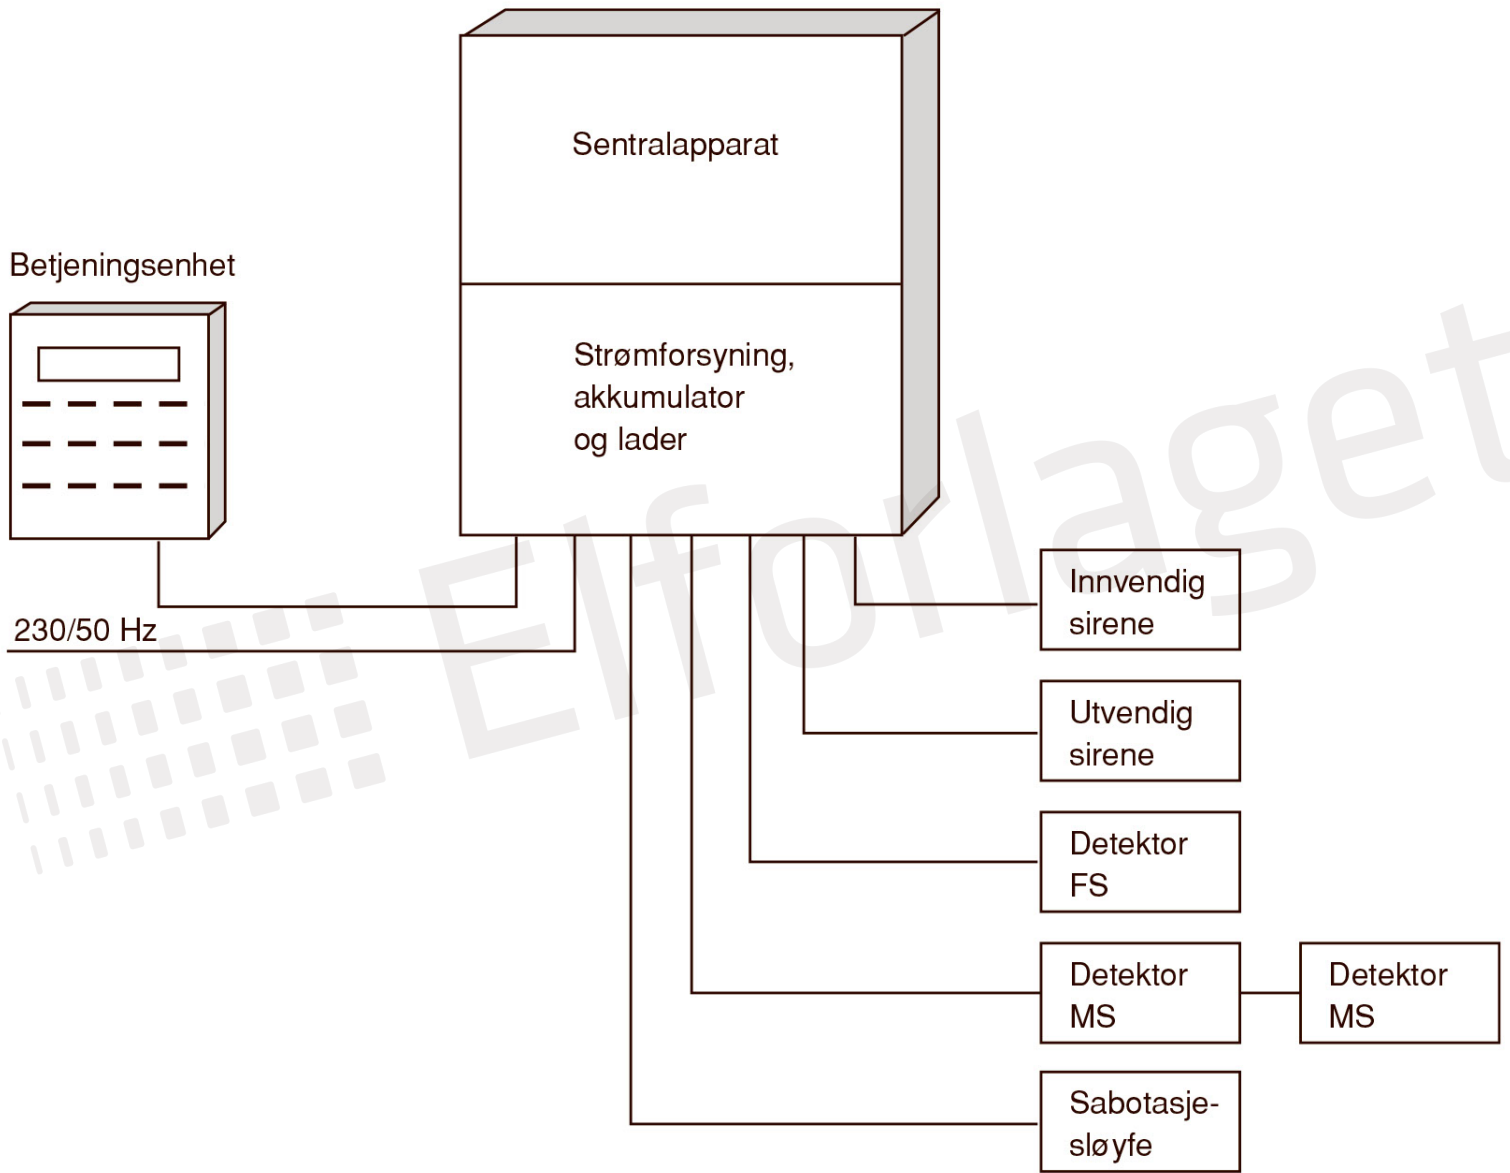 Sentralapparat
Betjeningsenhet
Strømforsyning,
akkumulator
og lader
230/50 Hz
Innvendig
sirene
Utvendig
sirene
Detektor
FS
Detektor
MS
Detektor
MS
Sabotasje-
sløyfe
Elforlaget